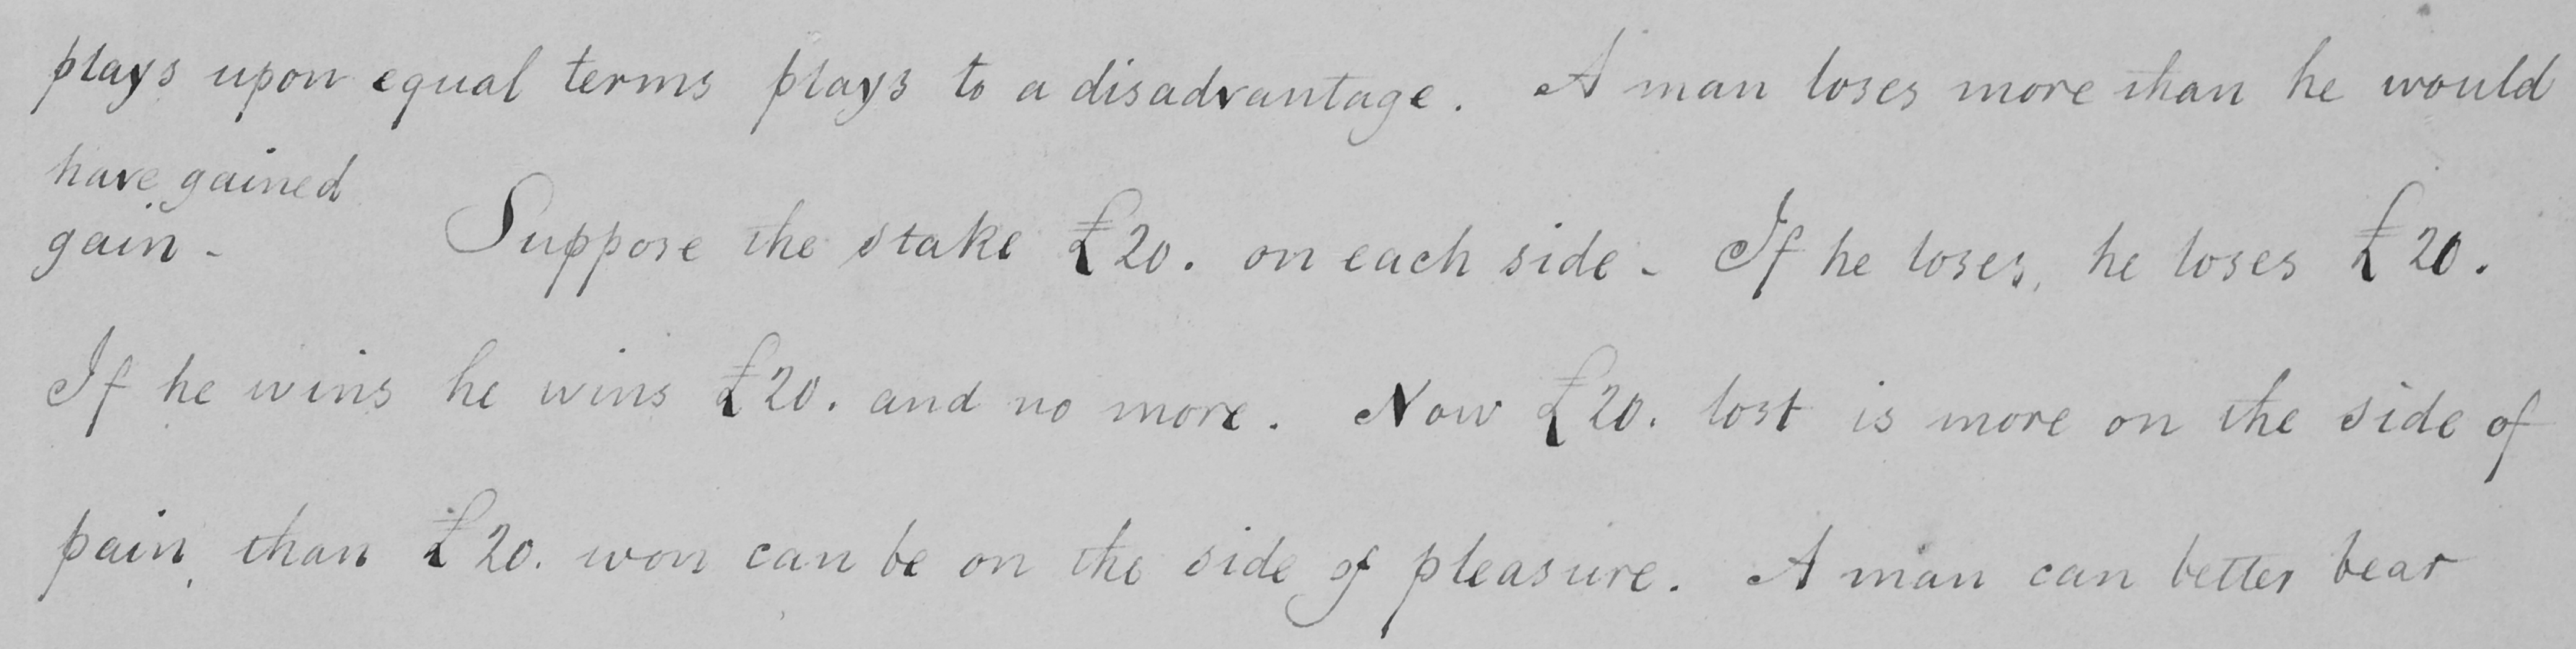 plays upon equal terms plays to a disadvantage. A man loses more than he would
have gained
gain - Suppose the stake £20. on each side - If he loses, he loses £20.
If he wins he wins £20. and no more. Now £20. lost is more on the side of
pain, than £20. won can be on the side of pleasure. A man can better bear